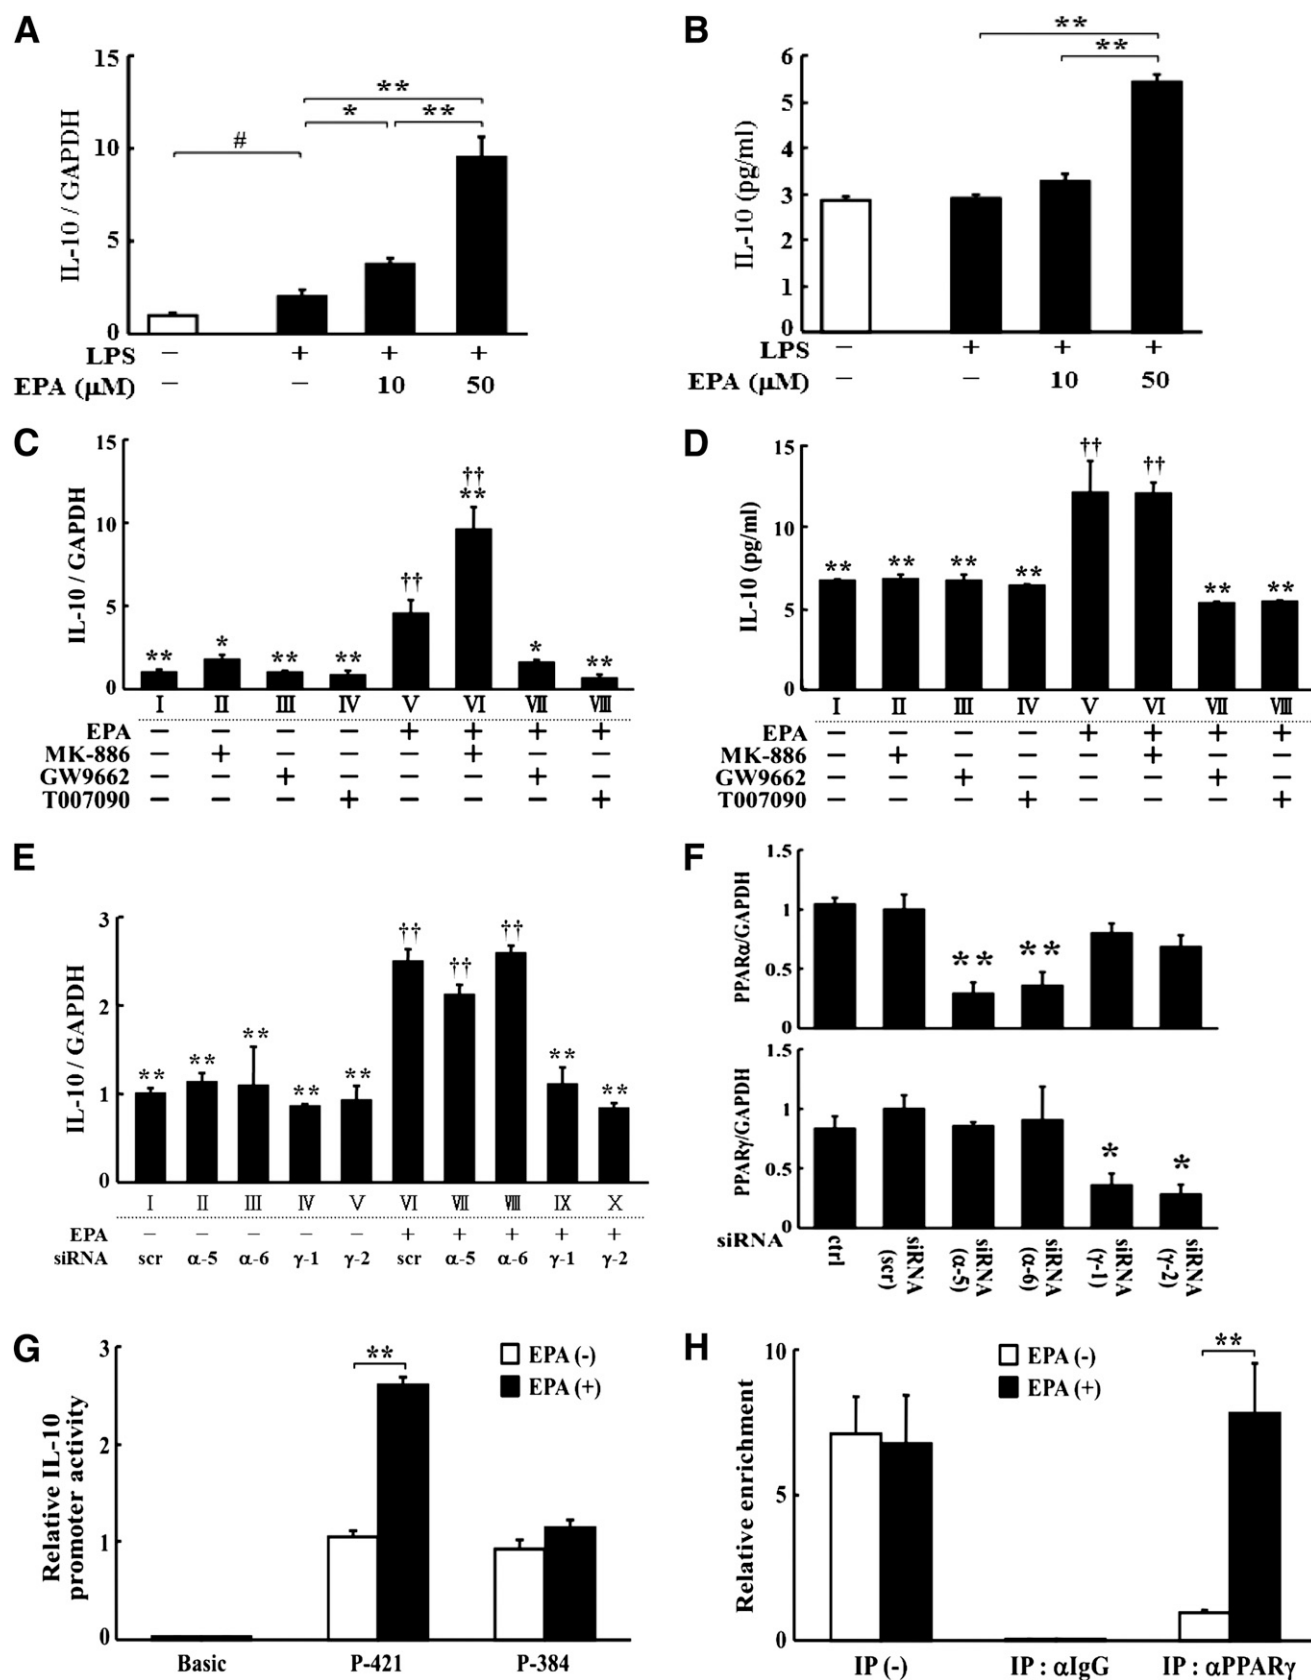 A
IL-10 / GAPDH
15
10
5
0
#
*
**
**
LPS − + + +
EPA (μM) − − 10 50
B
IL-10 (pg/ml)
6
5
4
3
2
1
0
**
**
LPS − + + +
EPA (μM) − − 10 50
C
IL-10 / GAPDH
15
10
5
0
** * ** ** †† †† ** * **
I II III IV V VI VII VIII
EPA − − − − + + + +
MK-886 − + − − − + − −
GW9662 − − + − − − + −
T007090 − − − + − − − +
D
IL-10 (pg/ml)
15
10
5
0
** ** ** ** †† †† ** **
I II III IV V VI VII VIII
EPA − − − − + + + +
MK-886 − + − − − + − −
GW9662 − − + − − − + −
T007090 − − − + − − − +
E
IL-10 / GAPDH
3
2
1
0
** ** ** ** ** †† †† †† ** **
I II III IV V VI VII VIII IX X
EPA − − − − − + + + + +
siRNA scr α-5 α-6 γ-1 γ-2 scr α-5 α-6 γ-1 γ-2
F
PPARα/GAPDH
1.5
1
0.5
0
** **
PPARγ/GAPDH
1.5
1
0.5
0
* *
siRNA
ctrl
siRNA
(scr)
siRNA
(α-5)
siRNA
(α-6)
siRNA
(γ-1)
siRNA
(γ-2)
G
Relative IL-10
promoter activity
3
2
1
0
**
EPA (-)
EPA (+)
Basic P-421 P-384
H
Relative enrichment
10
5
0
EPA (-)
EPA (+)
**
IP (-) IP : αIgG IP : αPPARγ